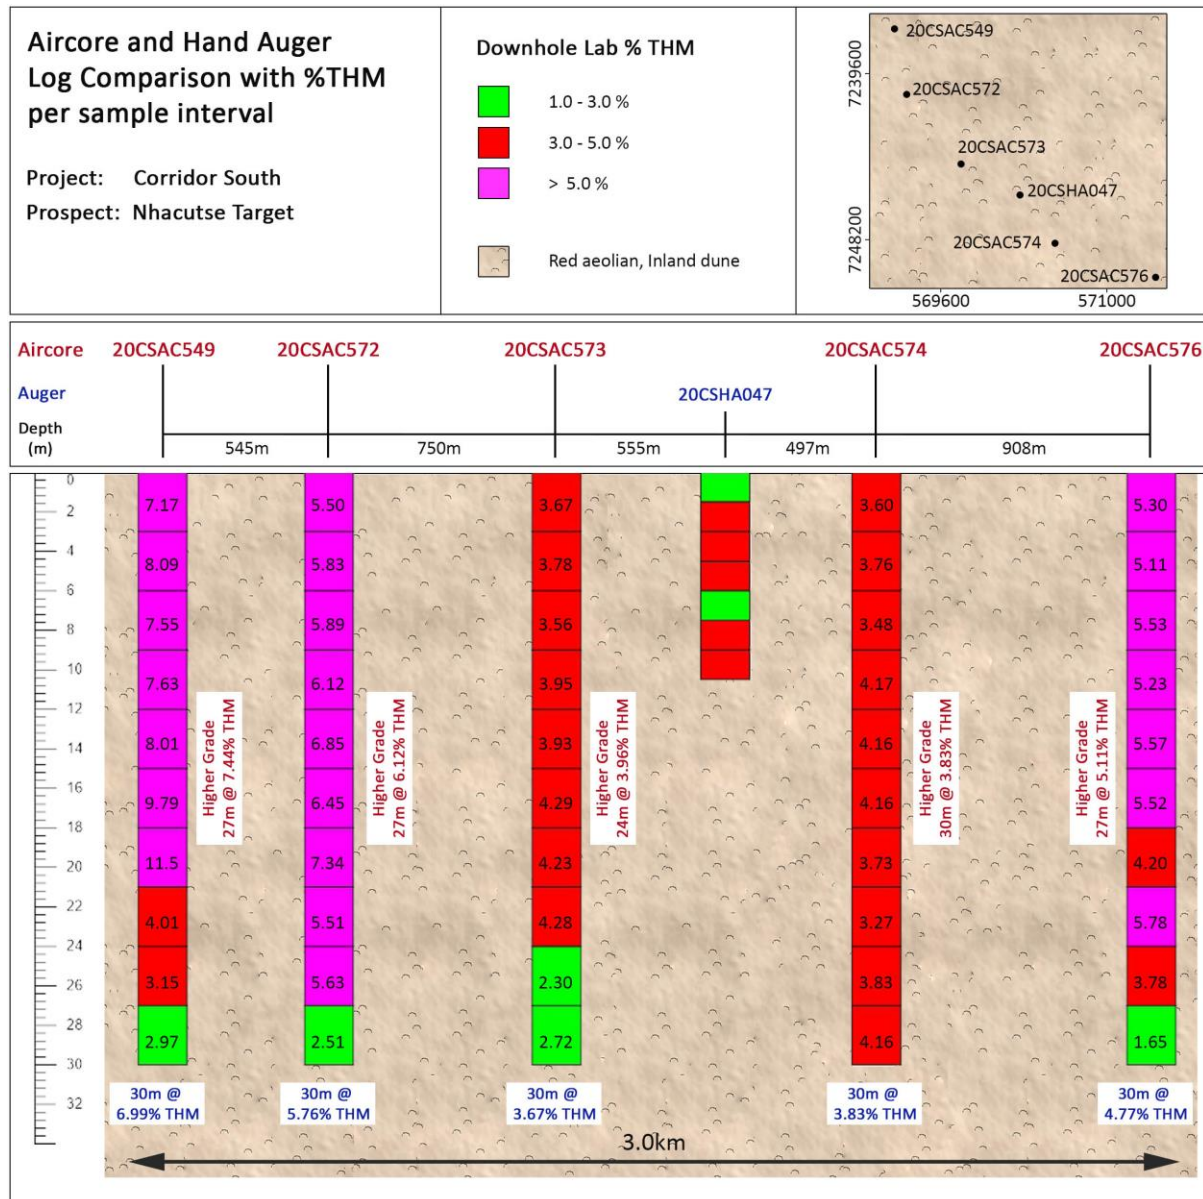 Aircore and Hand Auger
Log Comparison with %THM
per sample interval
Project: Corridor South
Prospect: Nhacutse Target
Downhole Lab % THM
1.0 - 3.0 %
3.0 - 5.0 %
> 5.0 %
Red aeolian, Inland dune
7239600
7248200
20CSAC549
20CSAC572
20CSAC573
20CSHA047
20CSAC574
20CSAC576
569600 571000
Aircore 20CSAC549 20CSAC572 20CSAC573 20CSAC574 20CSAC576
Auger 20CSHA047
Depth
(m) 545m 750m 555m 497m 908m
0
2 7.17 5.50 3.67 3.60 5.30
4 8.09 5.83 3.78 3.76 5.11
6
8 7.55 5.89 3.56 3.48 5.53
10 7.63 6.12 3.95 4.17 5.23
12
14 8.01 6.85 3.93 4.16 5.57
16 9.79 6.45 4.29 4.16 5.52
18
20 11.5 7.34 4.23 3.73 4.20
22 4.01 5.51 4.28 3.27 5.78
24
26 3.15 5.63 2.30 3.83 3.78
28 2.97 2.51 2.72 4.16 1.65
30
32
Higher Grade
27m @ 7.44% THM
Higher Grade
27m @ 6.12% THM
Higher Grade
24m @ 3.96% THM
Higher Grade
30m @ 3.83% THM
Higher Grade
27m @ 5.11% THM
30m @ 30m @ 30m @ 30m @ 30m @
6.99% THM 5.76% THM 3.67% THM 3.83% THM 4.77% THM
3.0km